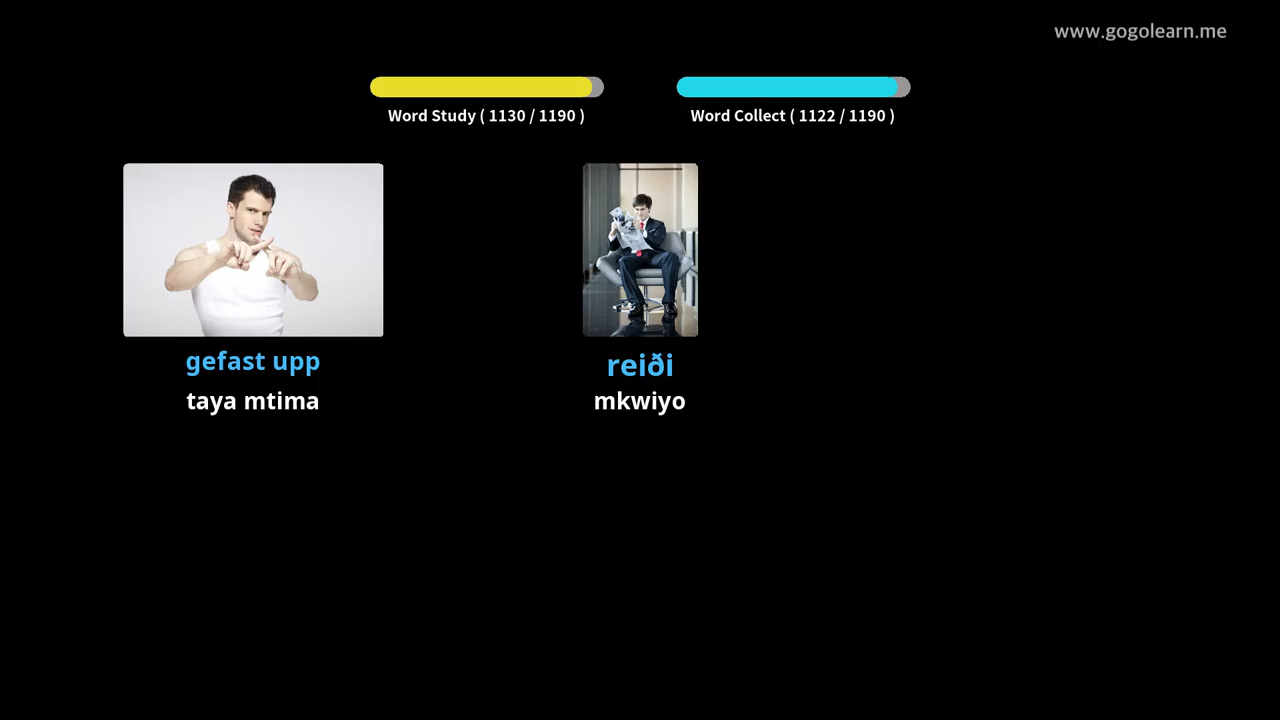 www.gogolearn.me
Word Study ( 1130 / 1190 )
Word Collect ( 1122 / 1190 )
gefast upp
reiði
taya mtima
mkwiyo